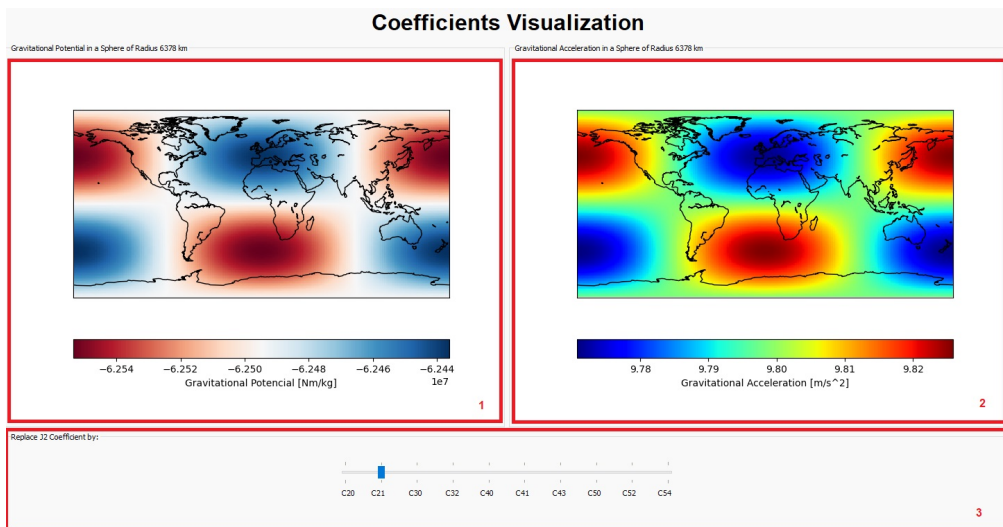 Coefficients Visualization
Gravitational Potential in a Sphere of Radius 6378 km
Gravitational Acceleration in a Sphere of Radius 6378 km
−6.254 −6.252 −6.250 −6.248 −6.246 −6.244
1e7
Gravitational Potencial [Nm/kg]
1
9.78 9.79 9.80 9.81 9.82
Gravitational Acceleration [m/s^2]
2
Replace J2 Coefficient by:
C20 C21 C30 C32 C40 C41 C43 C50 C52 C54
3